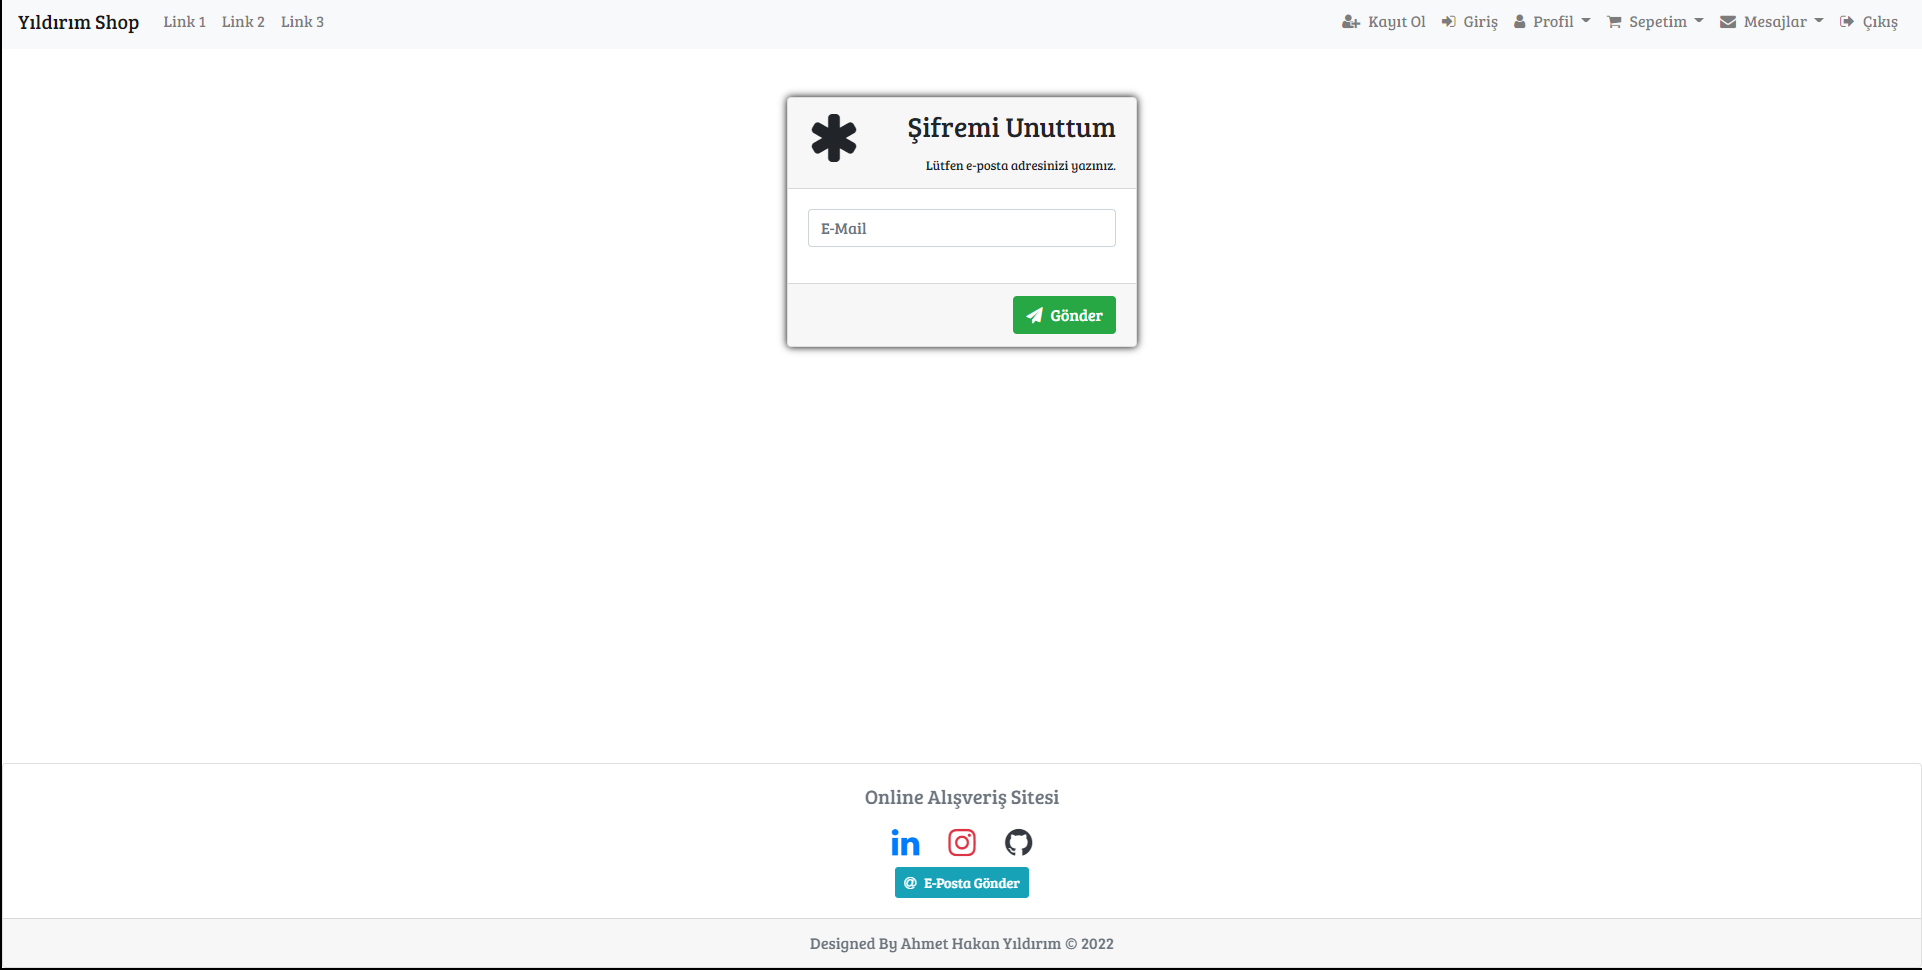 Yıldırım Shop Link 1 Link 2 Link 3 Kayıt Ol Giriş Profil Sepetim Mesajlar Çıkış
Şifremi Unuttum
Lütfen e-posta adresinizi yazınız.
E-Mail
Gönder
Online Alışveriş Sitesi
E-Posta Gönder
Designed By Ahmet Hakan Yıldırım © 2022